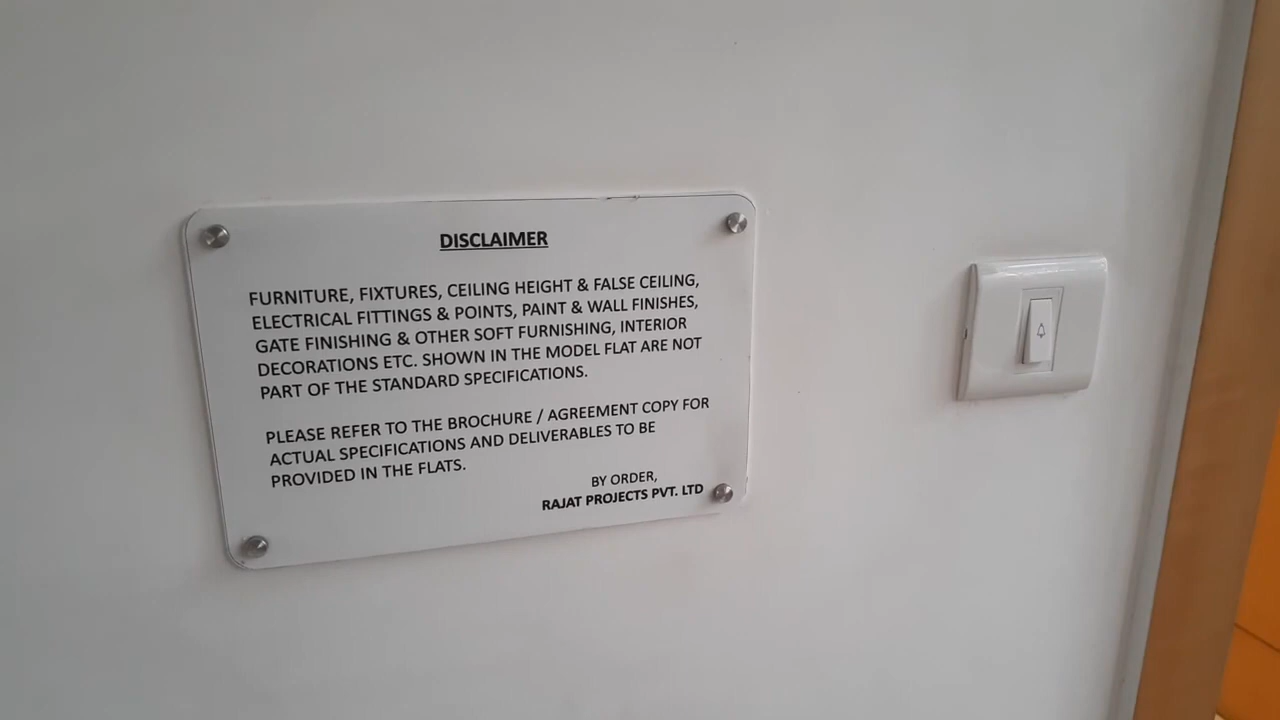 DISCLAIMER
FURNITURE, FIXTURES, CEILING HEIGHT & FALSE CEILING,
ELECTRICAL FITTINGS & POINTS, PAINT & WALL FINISHES,
GATE FINISHING & OTHER SOFT FURNISHING, INTERIOR
DECORATIONS ETC. SHOWN IN THE MODEL FLAT ARE NOT
PART OF THE STANDARD SPECIFICATIONS.
PLEASE REFER TO THE BROCHURE / AGREEMENT COPY FOR
ACTUAL SPECIFICATIONS AND DELIVERABLES TO BE
PROVIDED IN THE FLATS.
BY ORDER,
RAJAT PROJECTS PVT. LTD